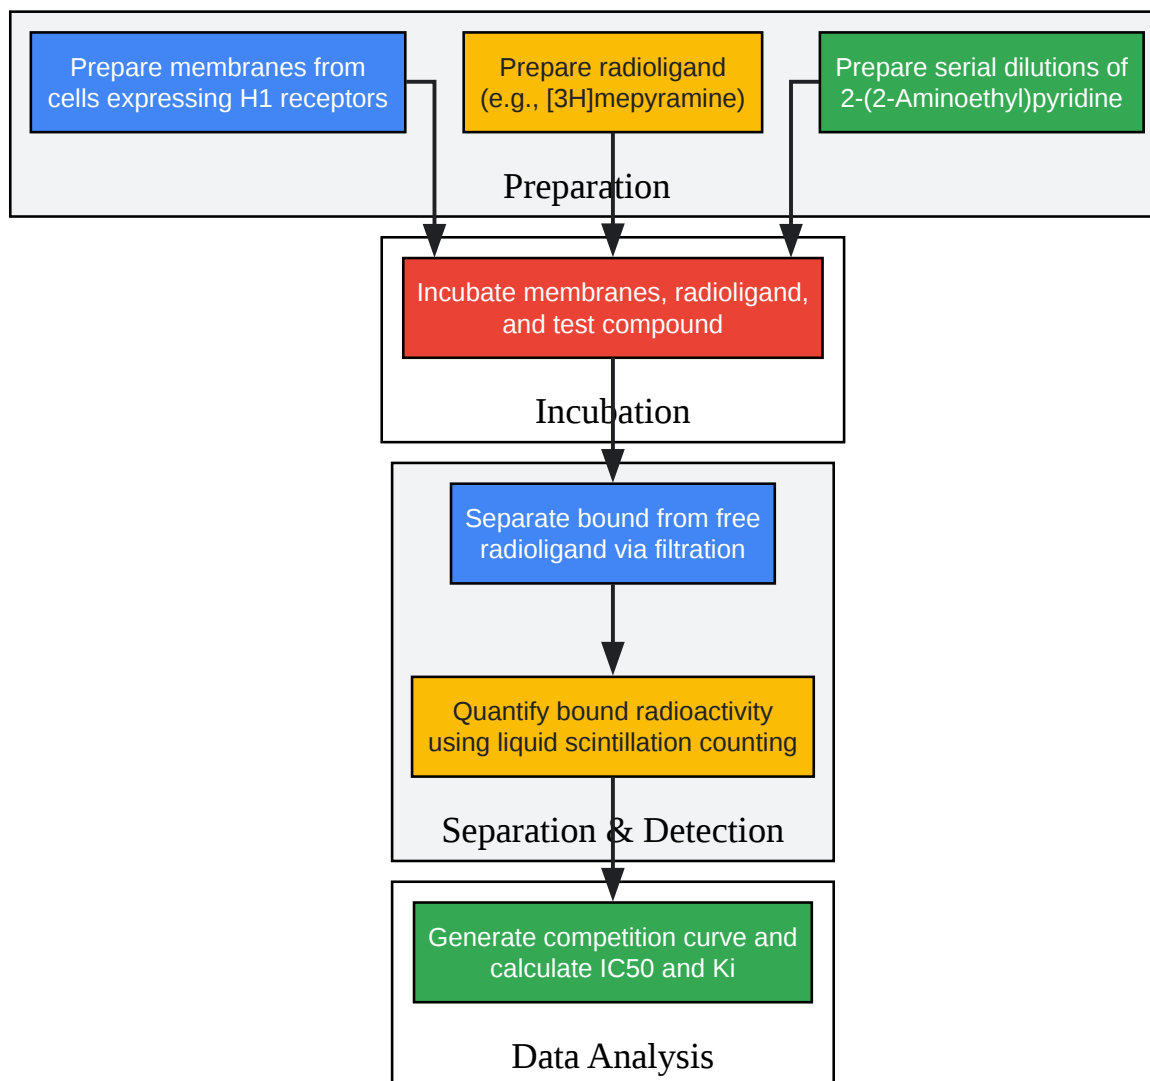 Prepare membranes from
cells expressing H1 receptors
Prepare radioligand
(e.g., [3H]mepyramine)
Prepare serial dilutions of
2-(2-Aminoethyl)pyridine
Preparation
Incubate membranes, radioligand,
and test compound
Incubation
Separate bound from free
radioligand via filtration
Quantify bound radioactivity
using liquid scintillation counting
Separation & Detection
Generate competition curve and
calculate IC50 and Ki
Data Analysis